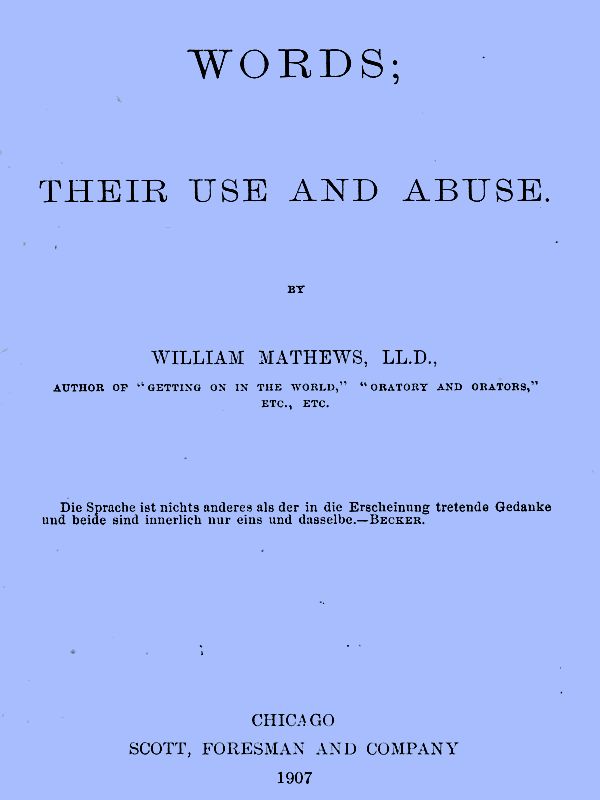 WORDS;
THEIR USE AND ABUSE.
BY
WILLIAM MATHEWS, LL.D.,
AUTHOR OF "GETTING ON IN THE WORLD," "ORATORY AND ORATORS,"
ETC., ETC.
Die Sprache ist nichts anderes als der in die Erscheinung tretende Gedanke
und beide sind innerlich nur eins und dasselbe.—BECKER.
CHICAGO
SCOTT, FORESMAN AND COMPANY
1907